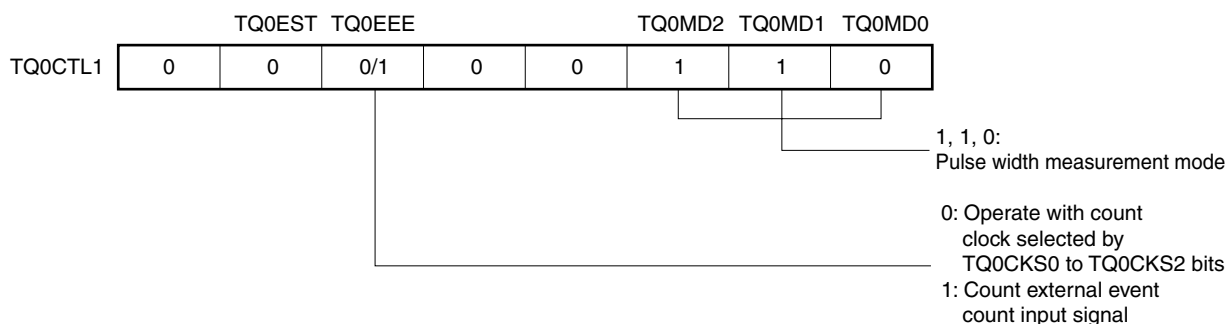 TQ0EST TQ0EEE TQ0MD2 TQ0MD1 TQ0MD0
TQ0CTL1 0 0 0/1 0 0 1 1 0
1, 1, 0:
Pulse width measurement mode
0: Operate with count
clock selected by
TQ0CKS0 to TQ0CKS2 bits
1: Count external event
count input signal